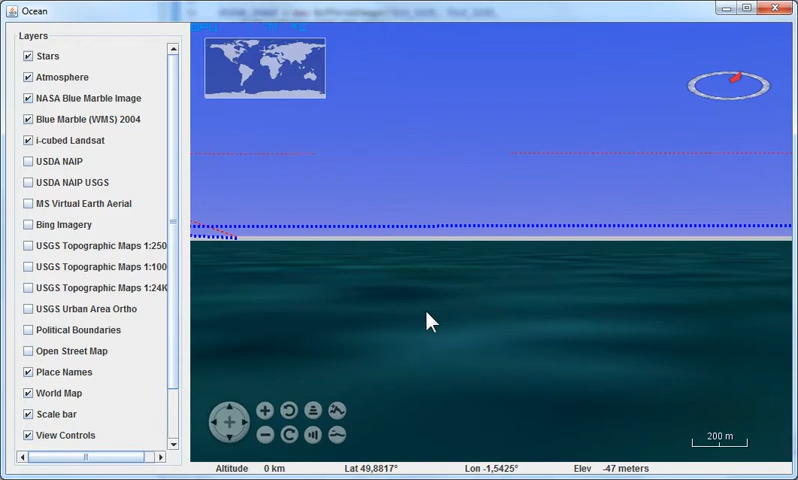 Ocean
Layers
Stars
Atmosphere
NASA Blue Marble Image
Blue Marble (WMS) 2004
i-cubed Landsat
USDA NAIP
USDA NAIP USGS
MS Virtual Earth Aerial
Bing Imagery
USGS Topographic Maps 1:250
USGS Topographic Maps 1:100
USGS Topographic Maps 1:24K
USGS Urban Area Ortho
Political Boundaries
Open Street Map
Place Names
World Map
Scale bar
View Controls
200 m
Altitude 0 km Lat 49,8817° Lon -1,5425° Elev -47 meters